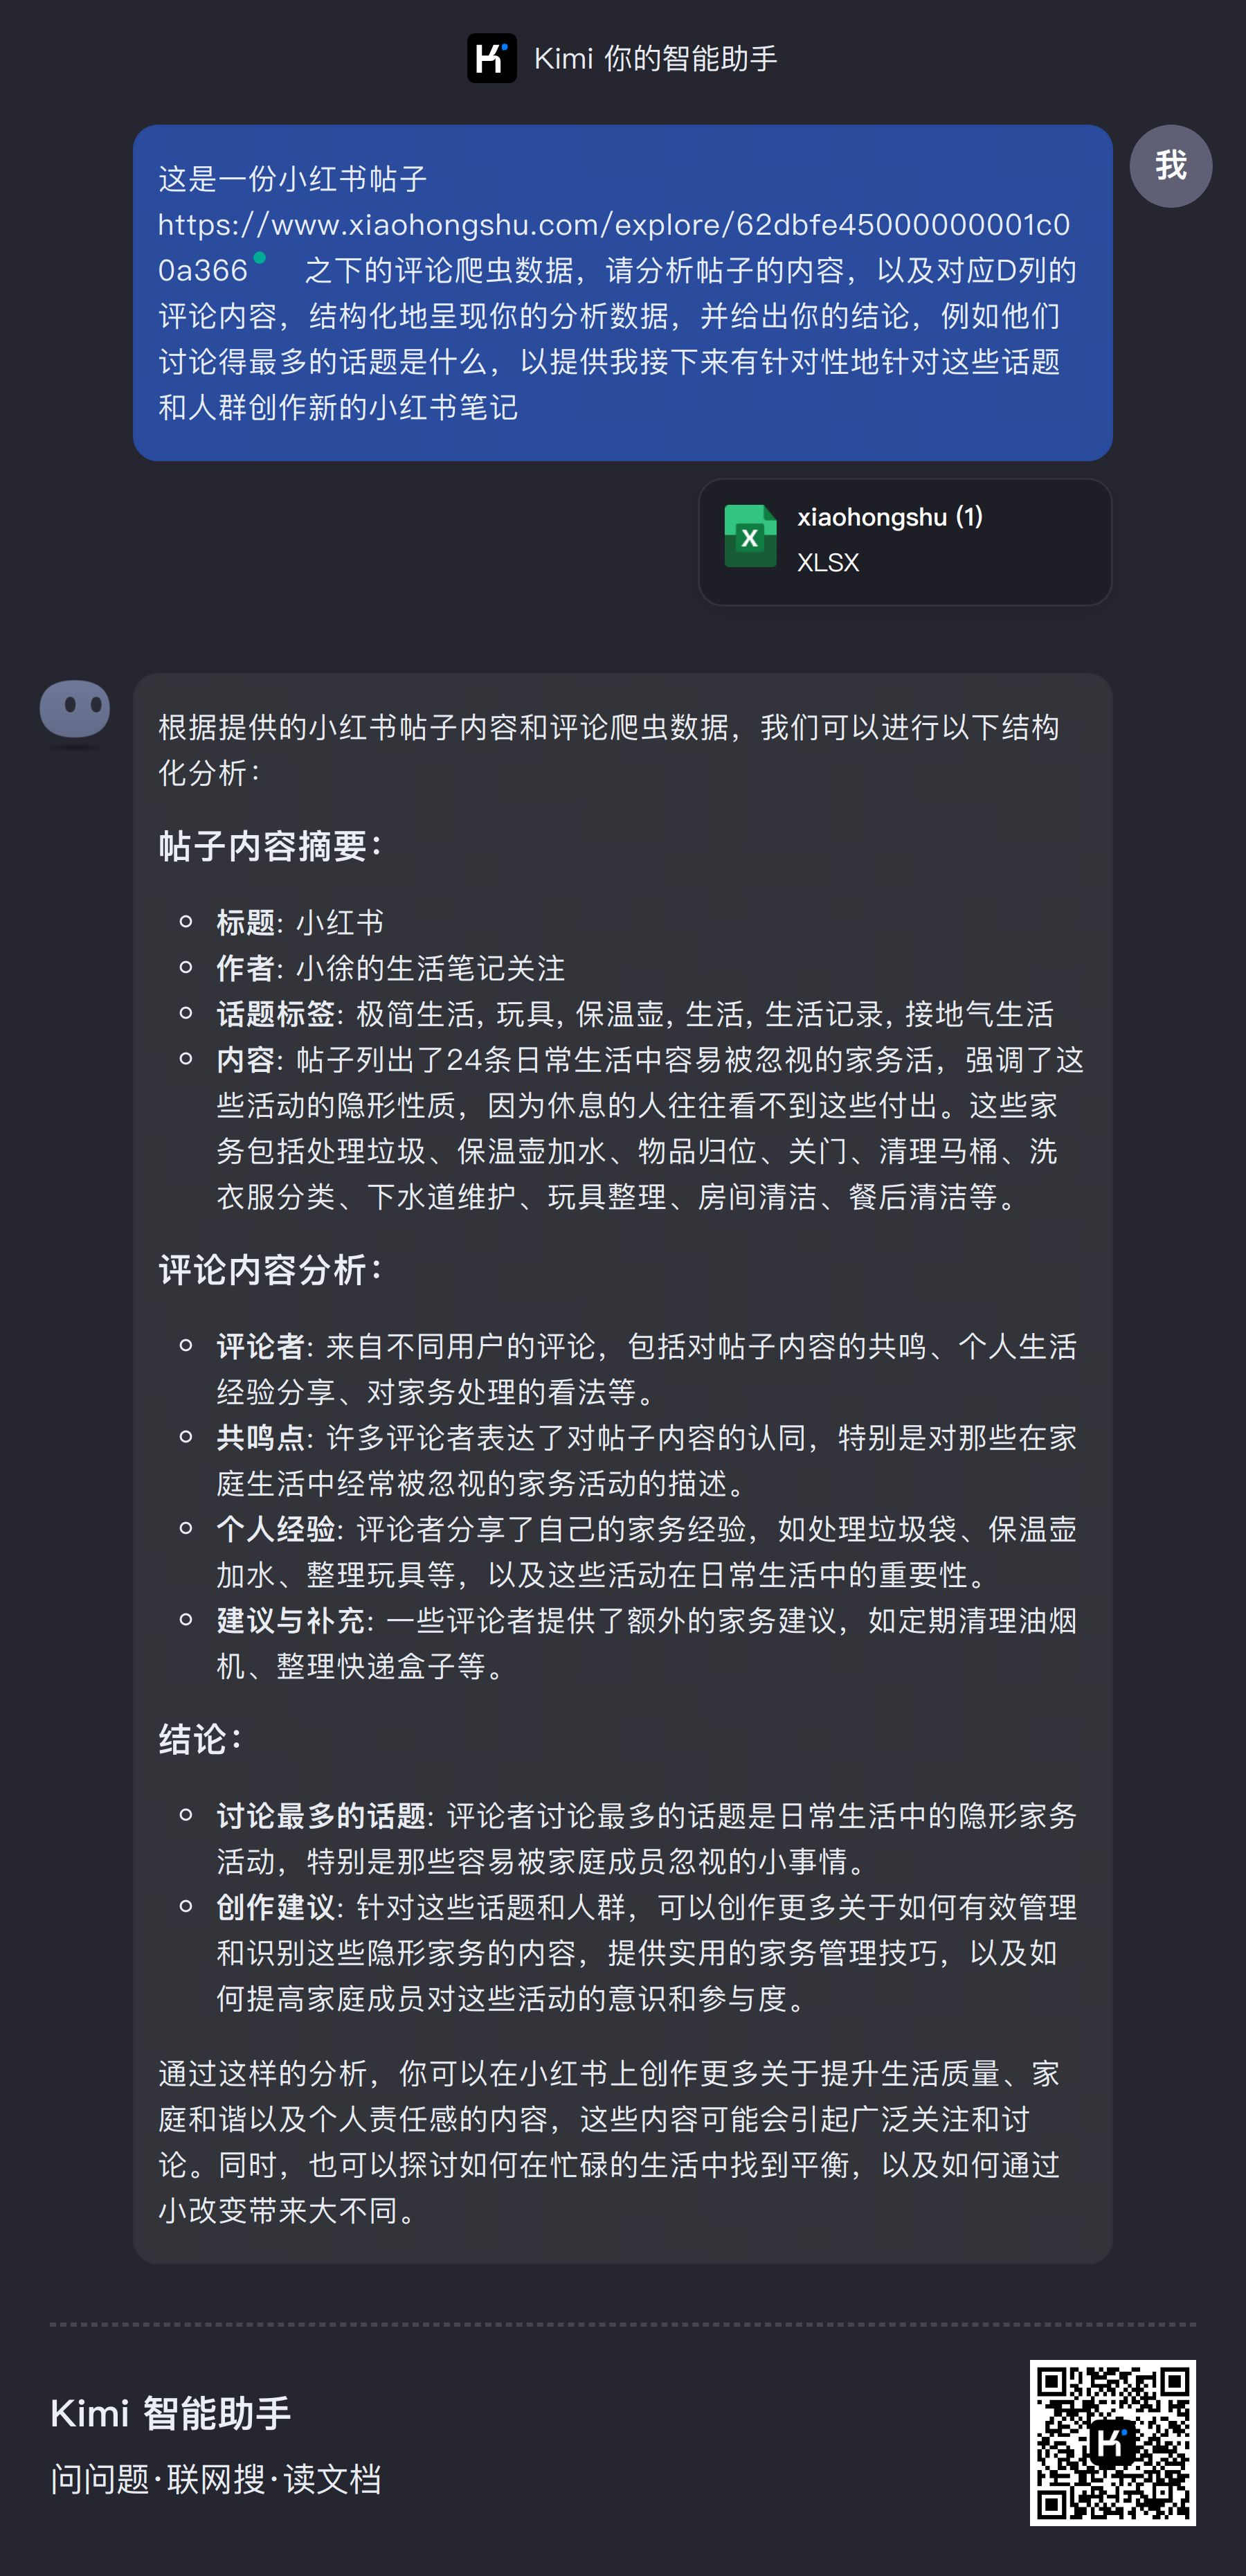 Kimi 你的智能助手
这是一份小红书帖子
https://www.xiaohongshu.com/explore/62dbfe45000000001c0
0a366 之下的评论爬虫数据，请分析帖子的内容，以及对应D列的
评论内容，结构化地呈现你的分析数据，并给出你的结论，例如他们
讨论得最多的话题是什么，以提供我接下来有针对性地针对这些话题
和人群创作新的小红书笔记
我
xiaohongshu (1)
XLSX
根据提供的小红书帖子内容和评论爬虫数据，我们可以进行以下结构
化分析：
帖子内容摘要：
标题: 小红书
作者: 小徐的生活笔记关注
话题标签: 极简生活, 玩具, 保温壶, 生活, 生活记录, 接地气生活
内容: 帖子列出了24条日常生活中容易被忽视的家务活，强调了这
些活动的隐形性质，因为休息的人往往看不到这些付出。这些家
务包括处理垃圾、保温壶加水、物品归位、关门、清理马桶、洗
衣服分类、下水道维护、玩具整理、房间清洁、餐后清洁等。
评论内容分析：
评论者: 来自不同用户的评论，包括对帖子内容的共鸣、个人生活
经验分享、对家务处理的看法等。
共鸣点: 许多评论者表达了对帖子内容的认同，特别是对那些在家
庭生活中经常被忽视的家务活动的描述。
个人经验: 评论者分享了自己的家务经验，如处理垃圾袋、保温壶
加水、整理玩具等，以及这些活动在日常生活中的重要性。
建议与补充: 一些评论者提供了额外的家务建议，如定期清理油烟
机、整理快递盒子等。
结论：
讨论最多的话题: 评论者讨论最多的话题是日常生活中的隐形家务
活动，特别是那些容易被家庭成员忽视的小事情。
创作建议: 针对这些话题和人群，可以创作更多关于如何有效管理
和识别这些隐形家务的内容，提供实用的家务管理技巧，以及如
何提高家庭成员对这些活动的意识和参与度。
通过这样的分析，你可以在小红书上创作更多关于提升生活质量、家
庭和谐以及个人责任感的内容，这些内容可能会引起广泛关注和讨
论。同时，也可以探讨如何在忙碌的生活中找到平衡，以及如何通过
小改变带来大不同。
Kimi 智能助手
问问题·联网搜·读文档